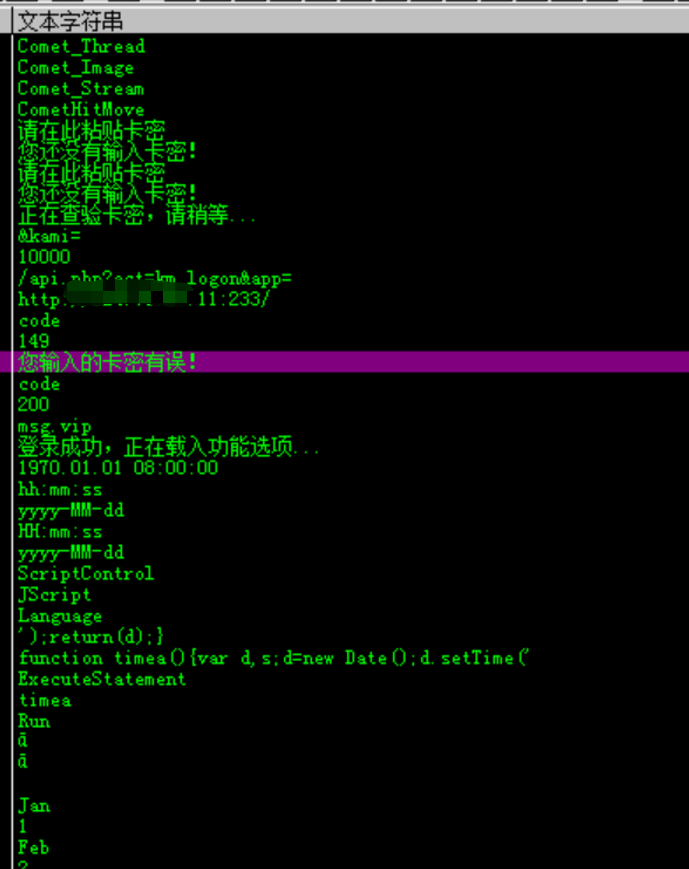 文本字符串
Comet_Thread
Comet_Image
Comet_Stream
CometHitMove
请在此粘贴卡密
您还没有输入卡密!
请在此粘贴卡密
您还没有输入卡密!
正在查验卡密，请稍等...
&kami=
10000
/api.php?act=km_logon&app=
http:/ .11:233/
code
149
您输入的卡密有误!
code
200
msg.vip
登录成功，正在载入功能选项...
1970.01.01 08:00:00
hh:mm:ss
yyyy-MM-dd
HH:mm:ss
yyyy-MM-dd
ScriptControl
JScript
Language
');return(d);}
function timea(){var d,s;d=new Date();d.setTime('
ExecuteStatement
timea
Run
ā
ā
Jan
1
Feb
2